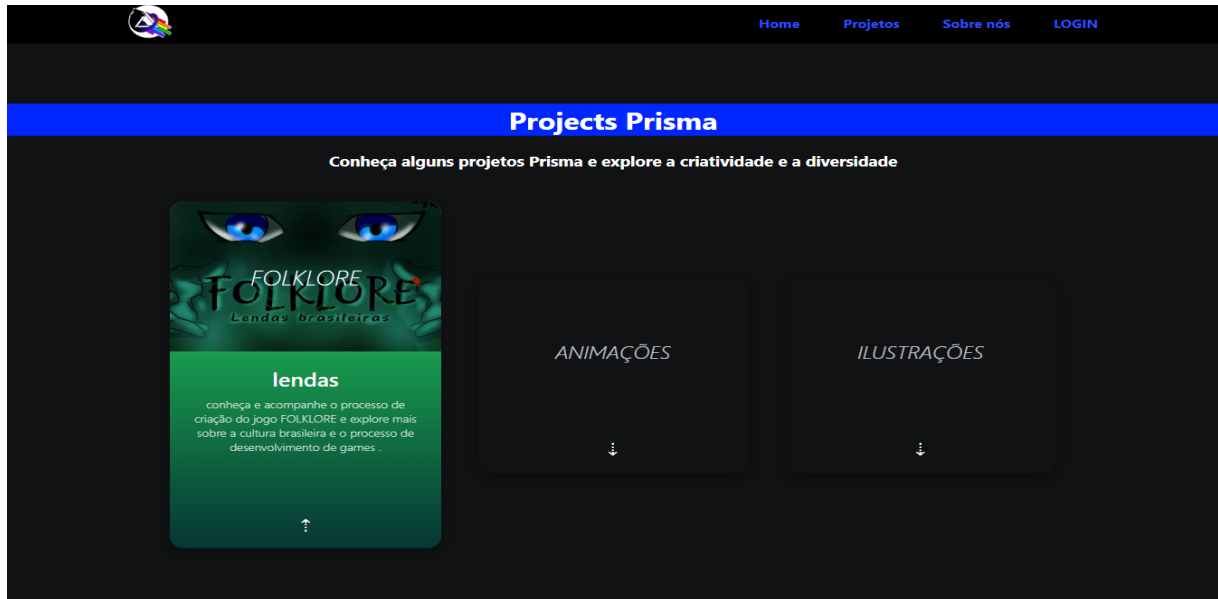 Home Projetos Sobre nós LOGIN
Projects Prisma
Conheça alguns projetos Prisma e explore a criatividade e a diversidade
FOLKLORE
FOLKLORE
Lendas brasileiras
lendas
conheça e acompanhe o processo de
criação do jogo FOLKLORE e explore mais
sobre a cultura brasileira e o processo de
desenvolvimento de games .
ANIMAÇÕES
ILUSTRAÇÕES